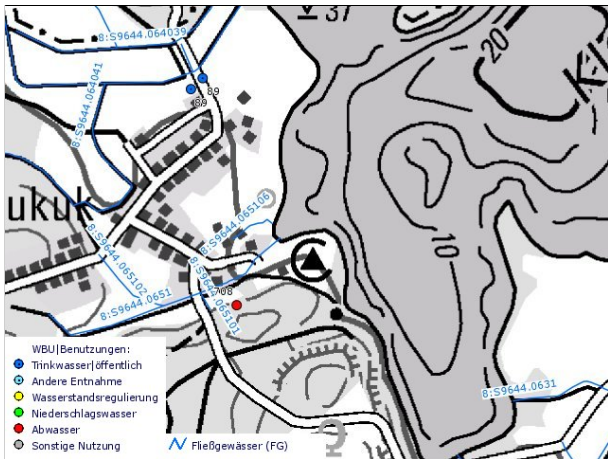 37
20
8:S9644.064039
89
89
8:S9644.064041
ukuk
8:S9644.065106
10
8:S9644.065102
8:S9644.0651
8:S9644.065101
708
8:S9644.0631
WBU|Benutzungen:
Trinkwasser|öffentlich
Andere Entnahme
Wasserstandsregulierung
Niederschlagswasser
Abwasser
Sonstige Nutzung
Fließgewässer (FG)